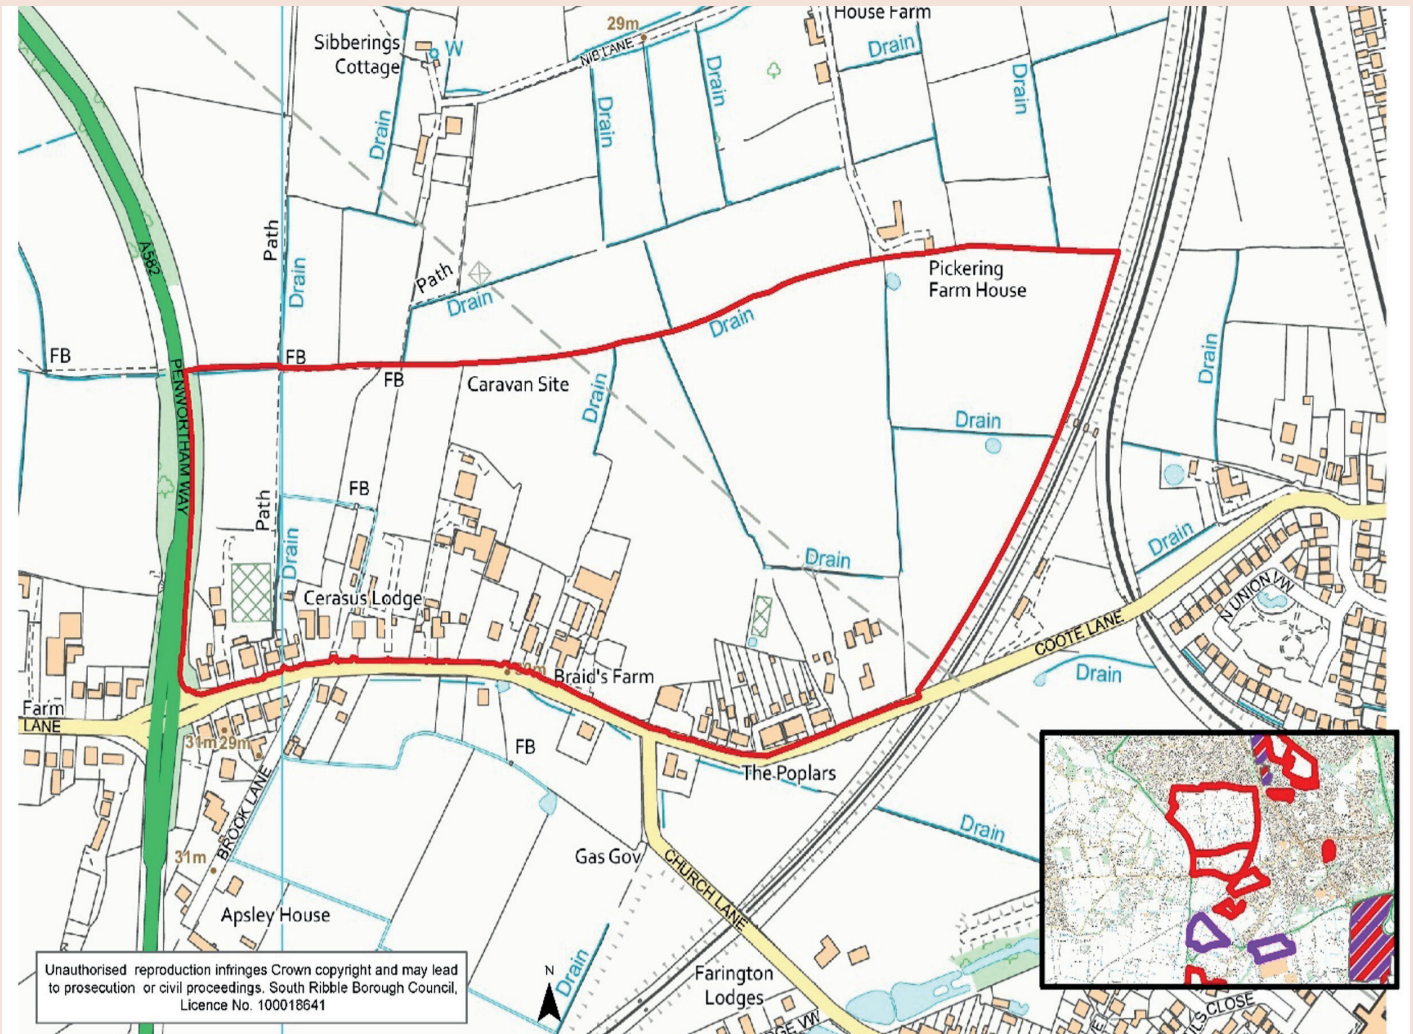 House Farm
29m
Sibberings
Cottage
W
NIB LANE
Drain
Drain
Drain
Drain
Drain
A582
Path
Drain
Path
Drain
Pickering
Farm House
Drain
FB
FB
FB
Caravan Site
Drain
Drain
PENWORTHAM WAY
Drain
FB
Path
Drain
Drain
Drain
N UNION VW
Cerasus Lodge
COOTE LANE
Braid's Farm
Drain
Farm
LANE
31m
29m
FB
The Poplars
BROOK LANE
31m
Gas Gov
CHURCH LANE
Drain
Apsley House
Drain
Farington
Lodges
N
Unauthorised reproduction infringes Crown copyright and may lead
to prosecution or civil proceedings. South Ribble Borough Council,
Licence No. 100018641